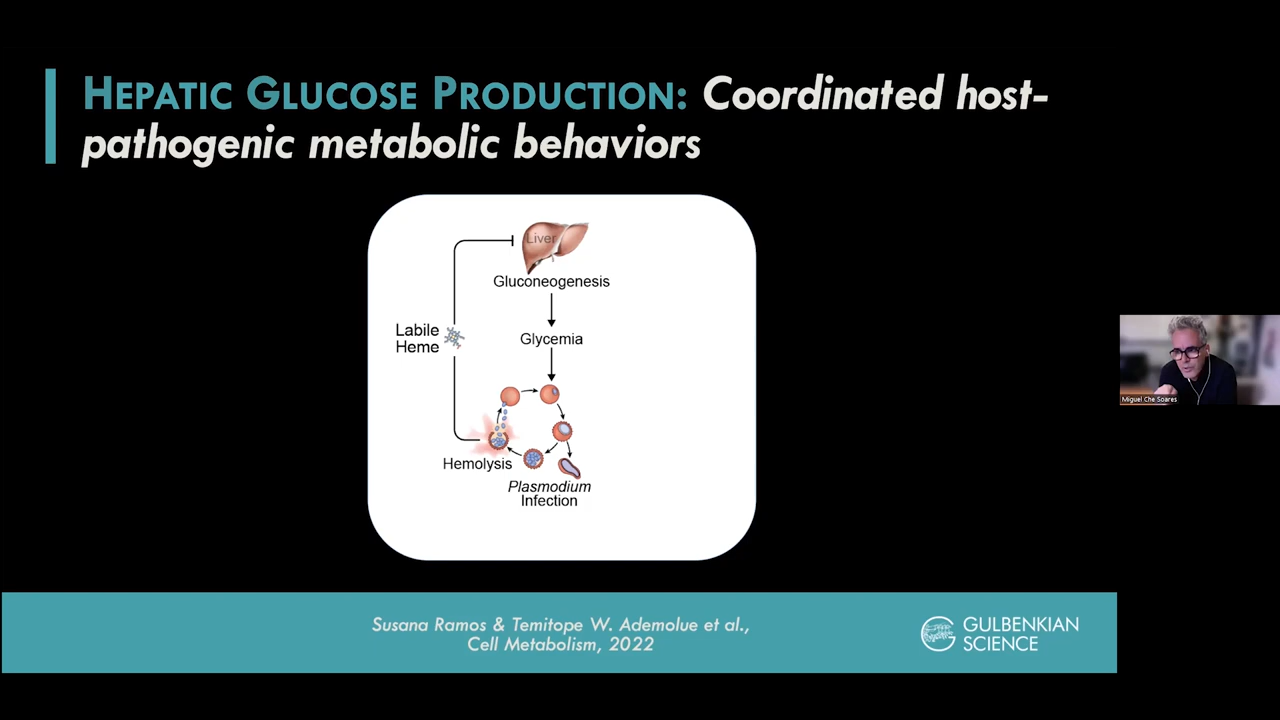 HEPATIC GLUCOSE PRODUCTION: Coordinated host-
pathogenic metabolic behaviors
Liver
Gluconeogenesis
Labile
Heme
Glycemia
Hemolysis
Plasmodium
Infection
Miguel Che Soares
Susana Ramos & Temitope W. Ademolue et al.,
Cell Metabolism, 2022
GULBENKIAN
SCIENCE